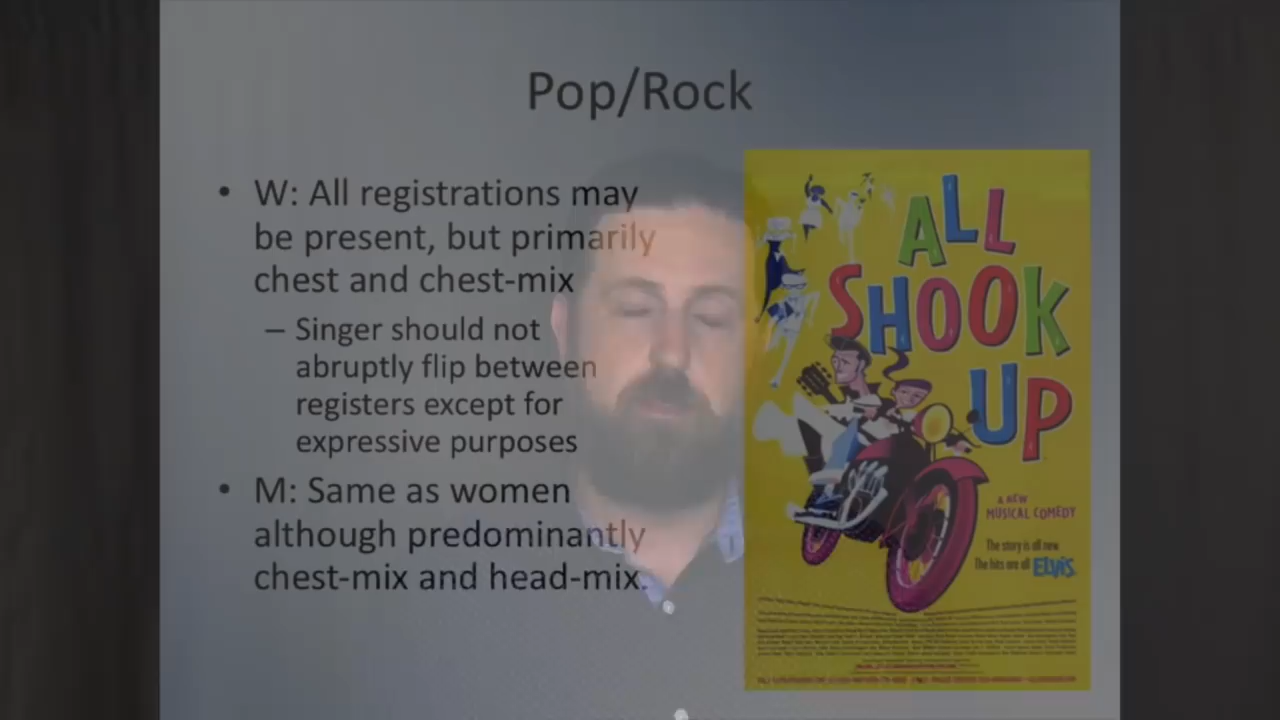 Pop/Rock
• W: All registrations may
be present, but primarily
chest and chest-mix
– Singer should not
abruptly flip between
registers except for
expressive purposes
• M: Same as women
although predominantly
chest-mix and head-mix.
ALL
SHOOK
UP
A NEW
MUSICAL COMEDY
The story is all new
The hits are all ELVIS